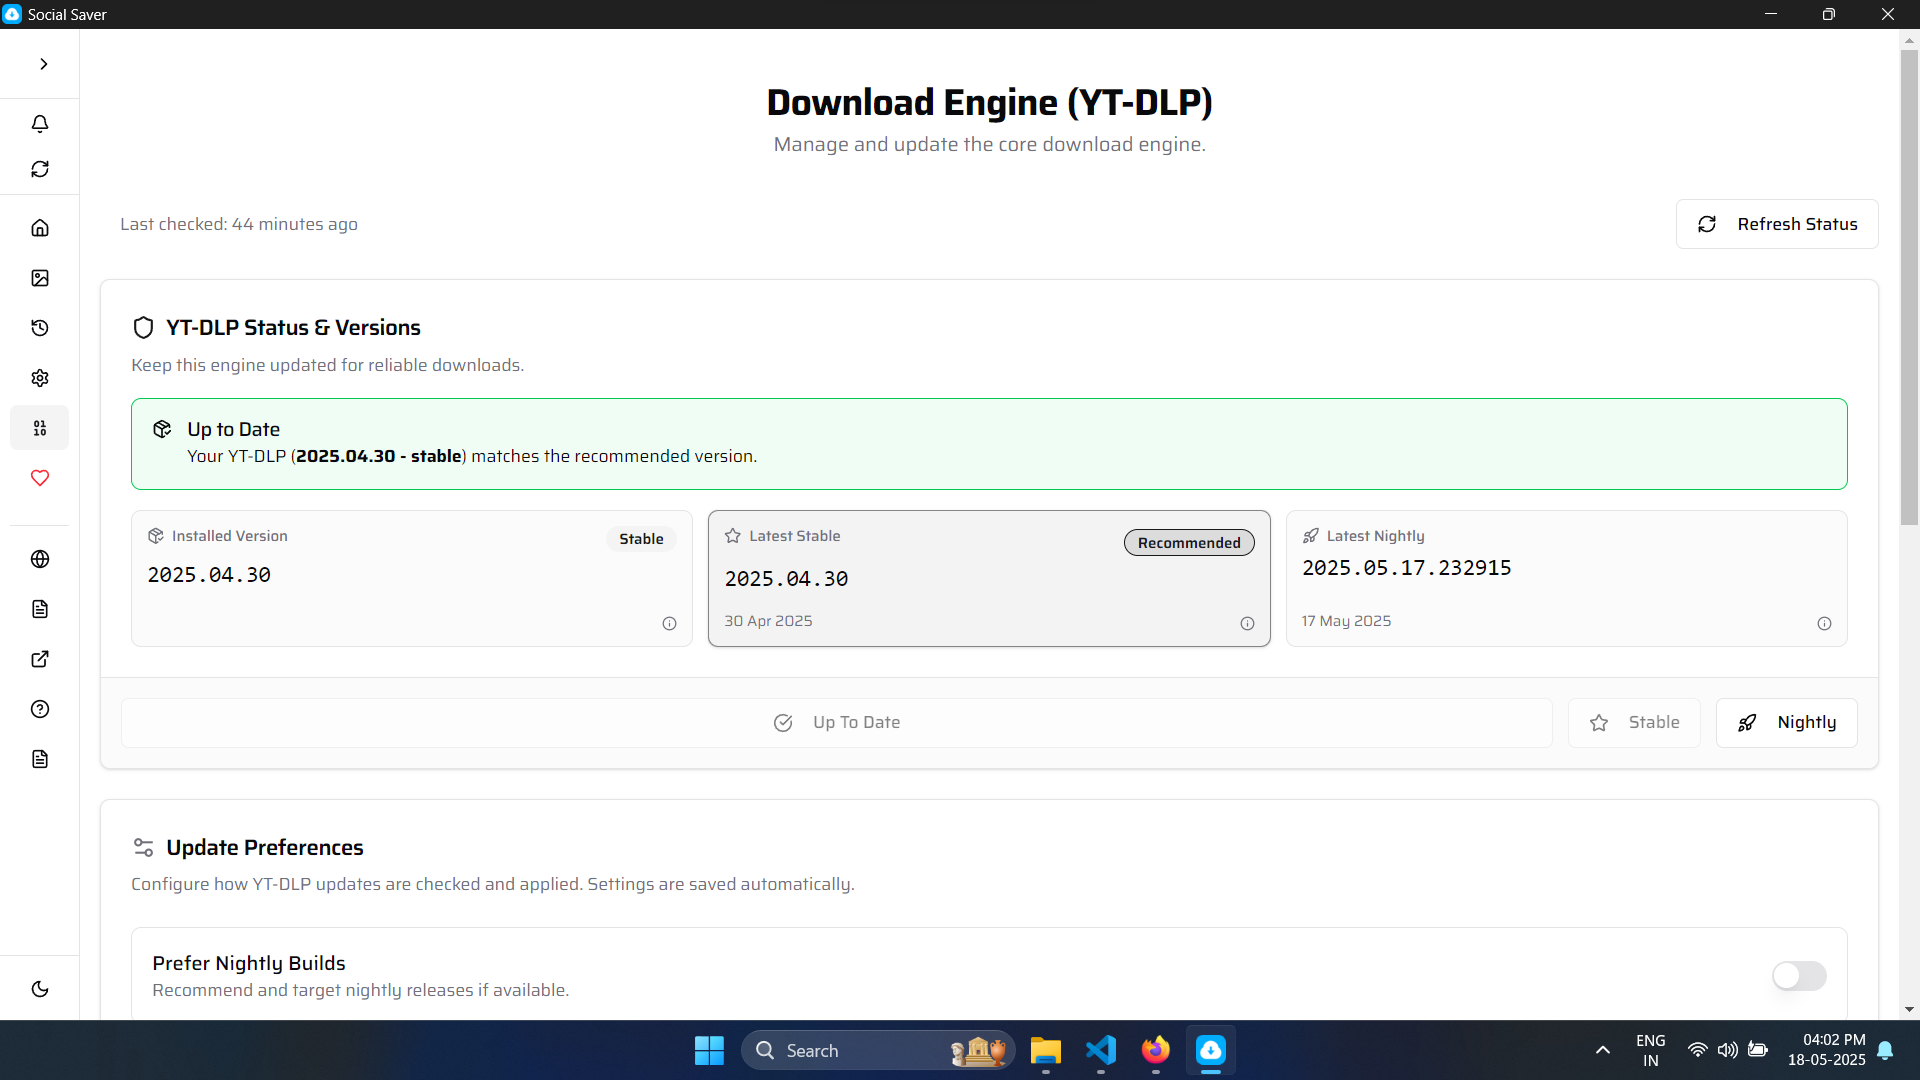 Social Saver
Download Engine (YT-DLP)
Manage and update the core download engine.
Last checked: 44 minutes ago
Refresh Status
YT-DLP Status & Versions
Keep this engine updated for reliable downloads.
Up to Date
Your YT-DLP (2025.04.30 - stable) matches the recommended version.
Installed Version
Stable
2025.04.30
Latest Stable
Recommended
2025.04.30
30 Apr 2025
Latest Nightly
2025.05.17.232915
17 May 2025
Up To Date
Stable
Nightly
Update Preferences
Configure how YT-DLP updates are checked and applied. Settings are saved automatically.
Prefer Nightly Builds
Recommend and target nightly releases if available.
01
10
Search
ENG
IN
04:02 PM
18-05-2025